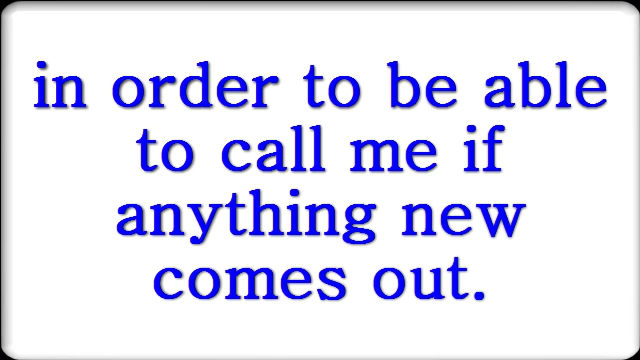 in order to be able
to call me if
anything new
comes out.